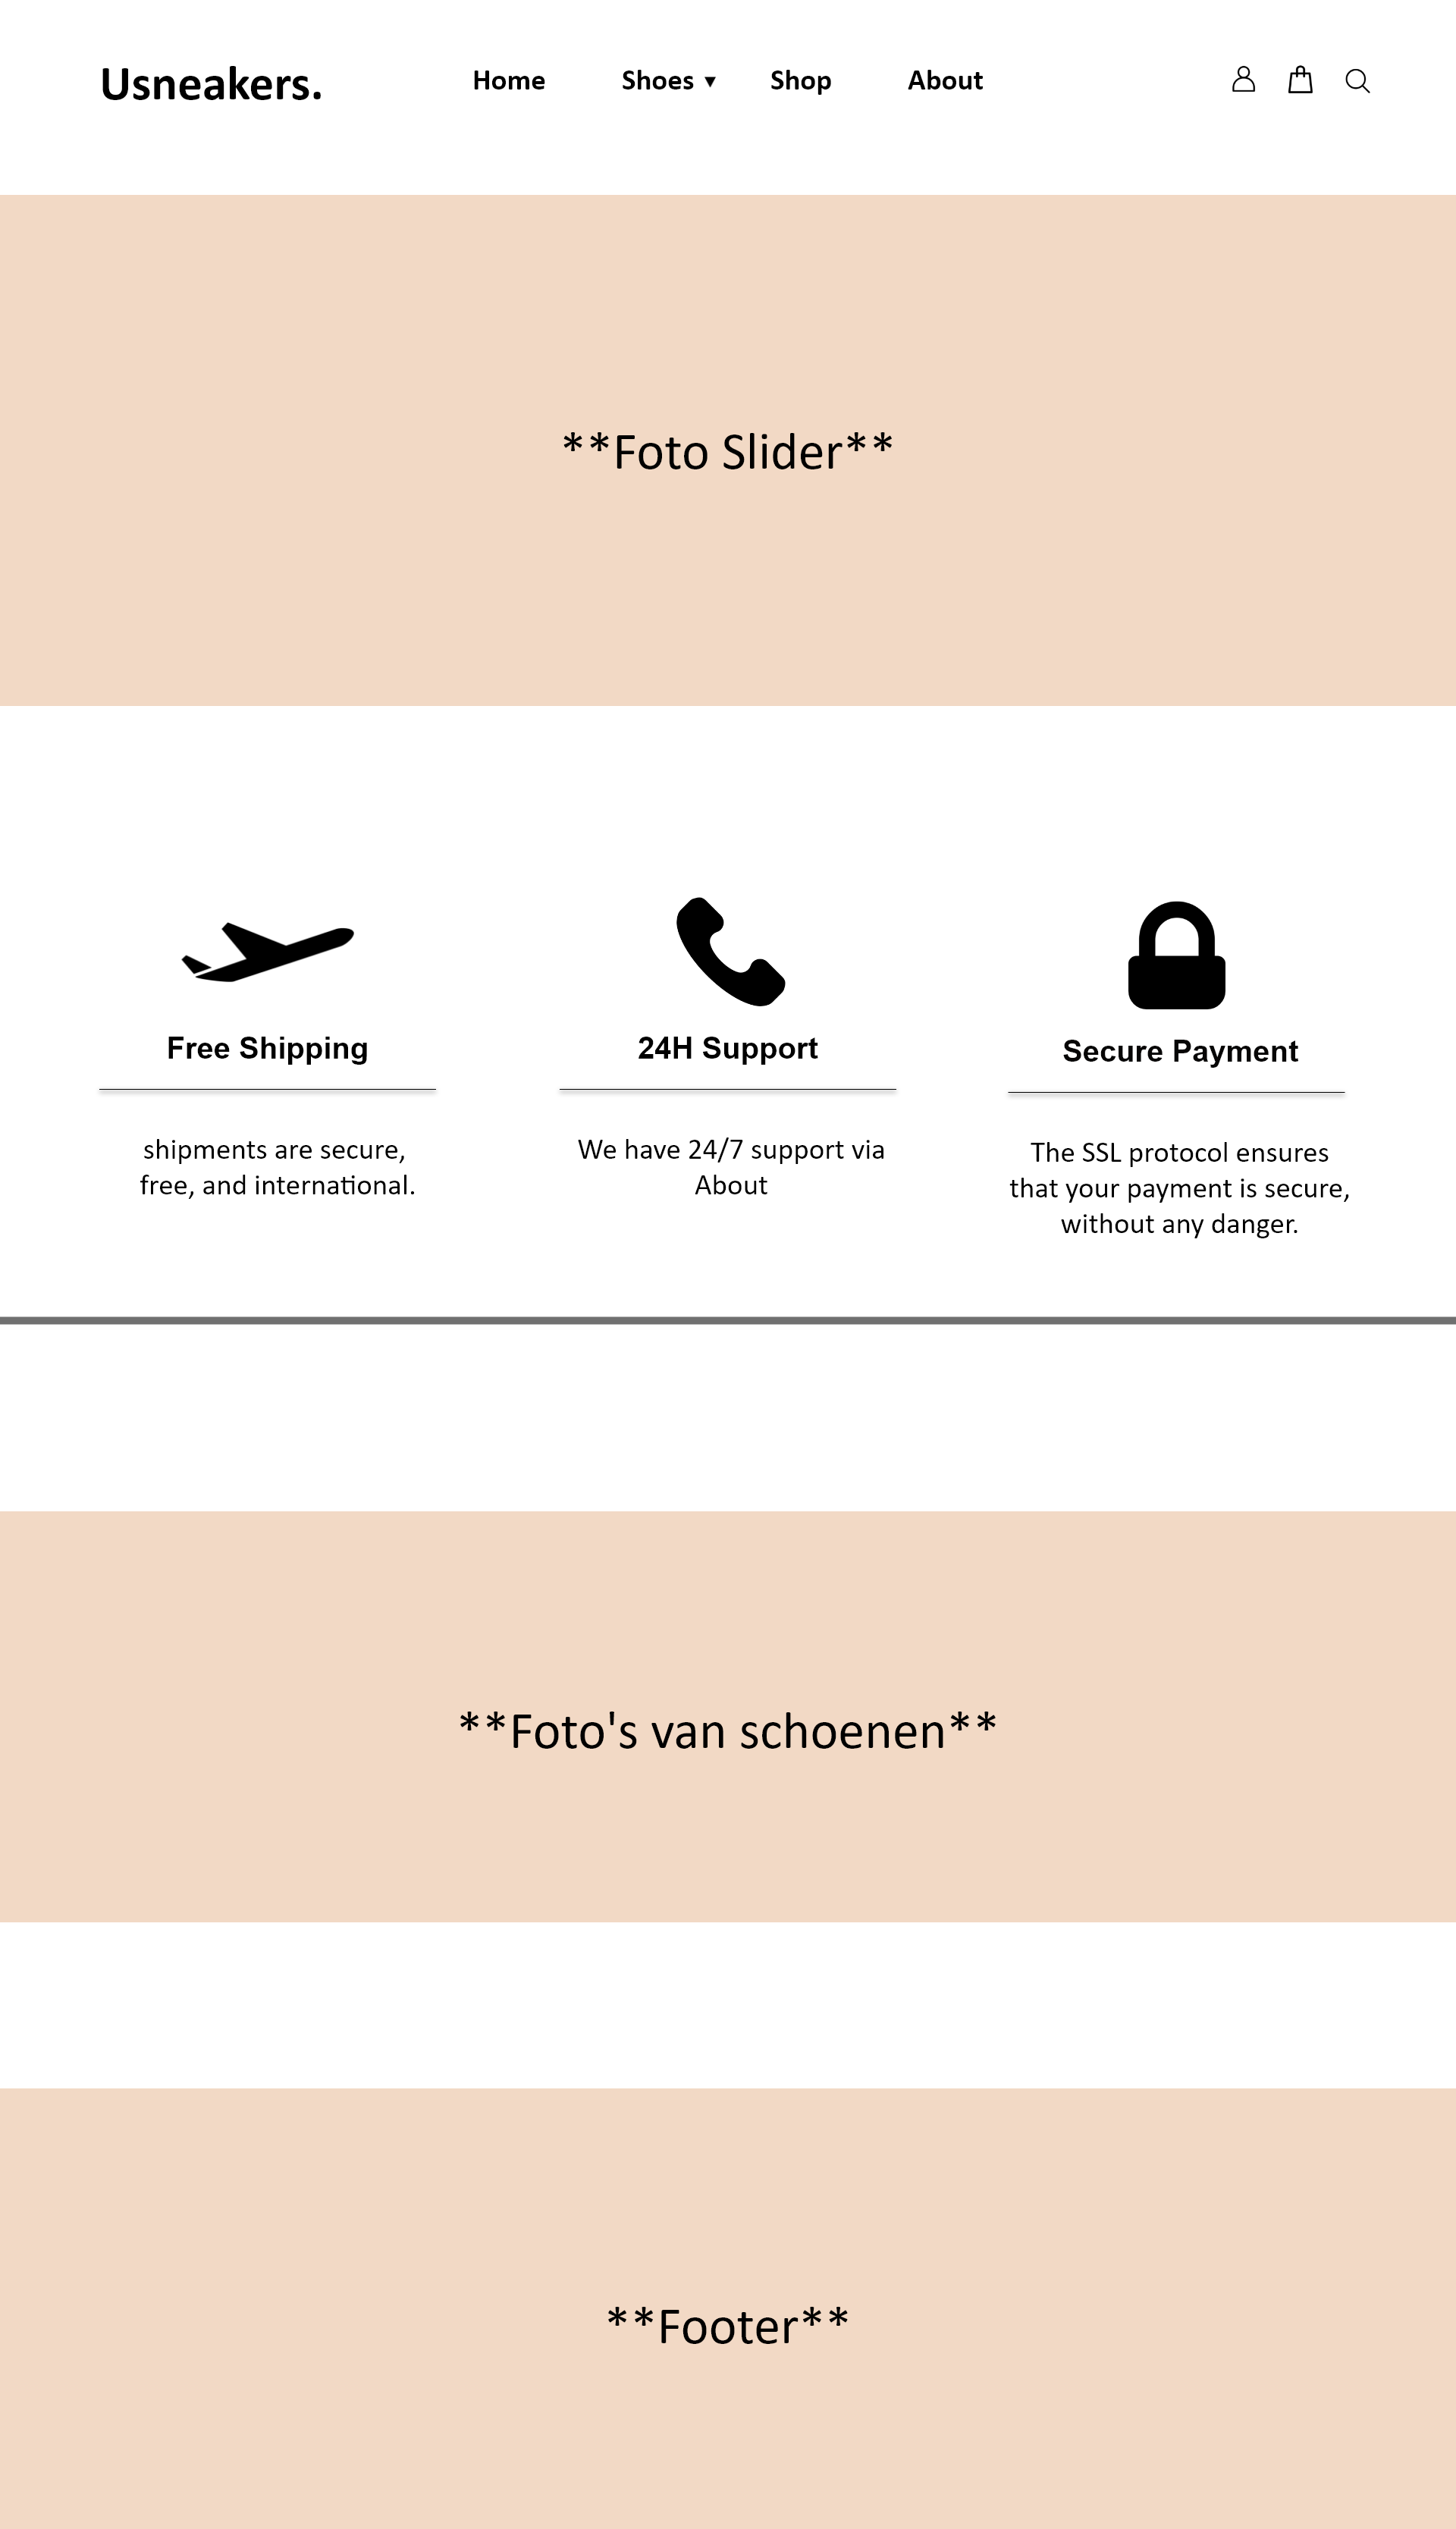 Usneakers.
Home Shoes ▼ Shop About
**Foto Slider**
Free Shipping
shipments are secure,
free, and international.
24H Support
We have 24/7 support via
About
Secure Payment
The SSL protocol ensures
that your payment is secure,
without any danger.
**Foto's van schoenen**
**Footer**